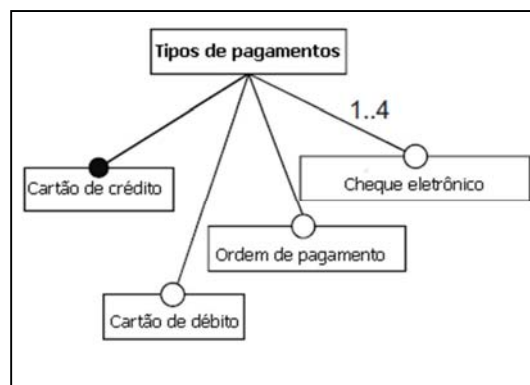 Tipos de pagamentos
1..4
Cartão de crédito
Cheque eletrônico
Ordem de pagamento
Cartão de débito